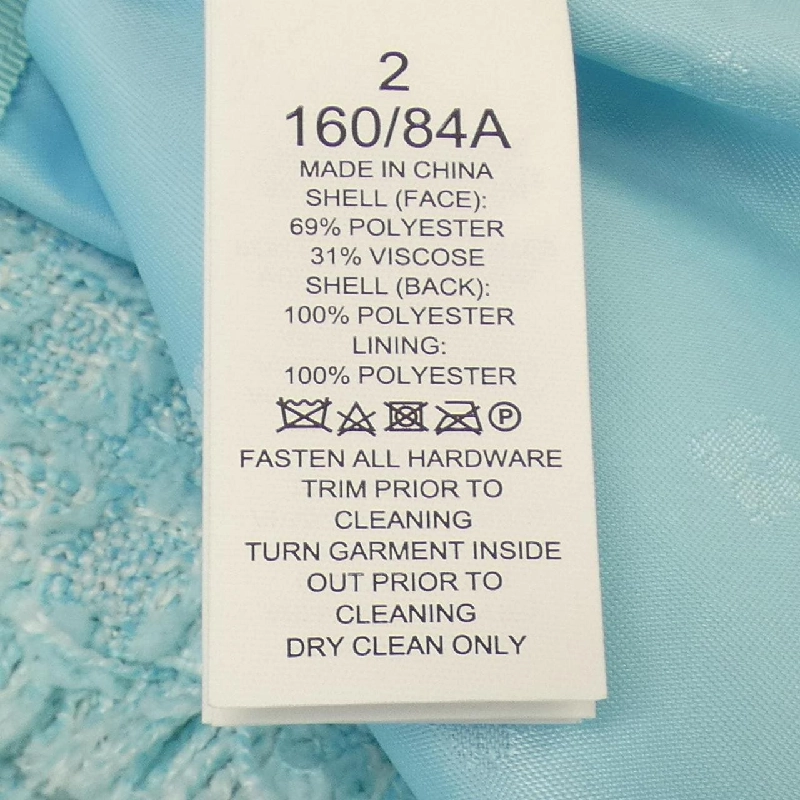 2
160/84A
MADE IN CHINA
SHELL (FACE):
69% POLYESTER
31% VISCOSE
SHELL (BACK):
100% POLYESTER
LINING:
100% POLYESTER
P
FASTEN ALL HARDWARE
TRIM PRIOR TO
CLEANING
TURN GARMENT INSIDE
OUT PRIOR TO
CLEANING
DRY CLEAN ONLY